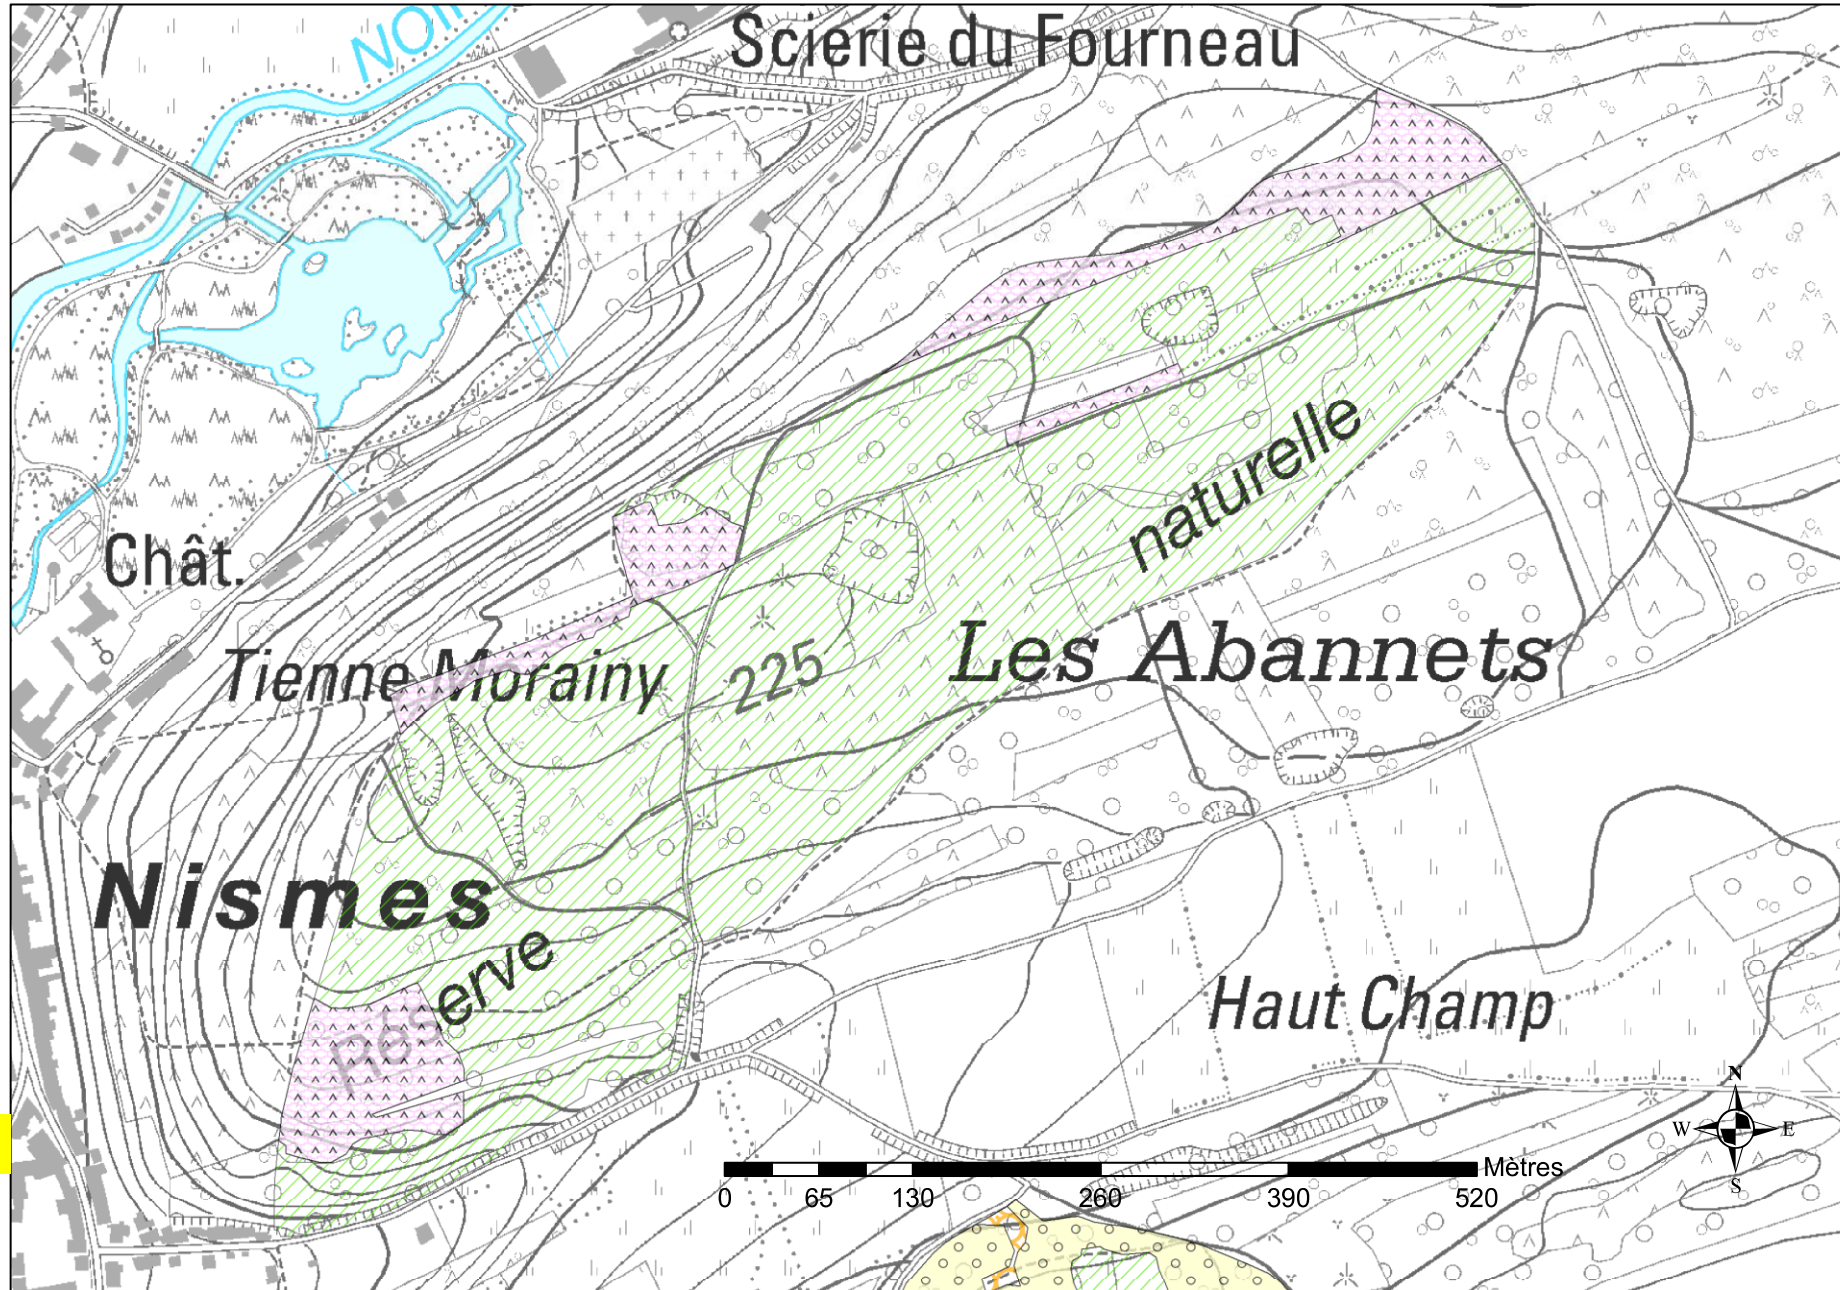 NOI
Scierie du Fourneau
Chât.
naturelle
Tienne Morainy
225
Les Abannets
Nismes
Réserve
Haut Champ
N
W E
S
Mètres
0 65 130 260 390 520